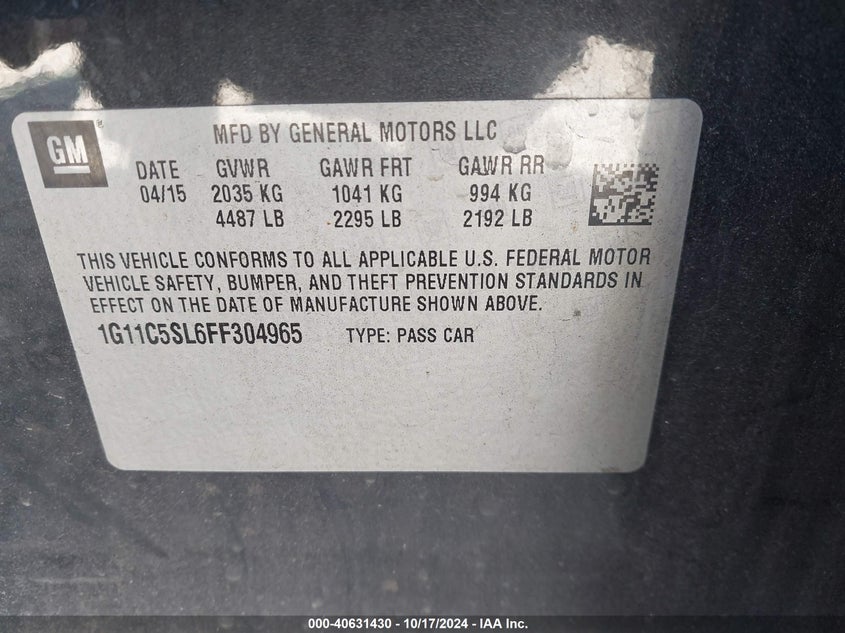 GM
MFD BY GENERAL MOTORS LLC
DATE GVWR GAWR FRT GAWR RR
04/15 2035 KG 1041 KG 994 KG
4487 LB 2295 LB 2192 LB
THIS VEHICLE CONFORMS TO ALL APPLICABLE U.S. FEDERAL MOTOR
VEHICLE SAFETY, BUMPER, AND THEFT PREVENTION STANDARDS IN
EFFECT ON THE DATE OF MANUFACTURE SHOWN ABOVE.
1G11C5SL6FF304965 TYPE: PASS CAR
000-40631430 - 10/17/2024 - IAA Inc.